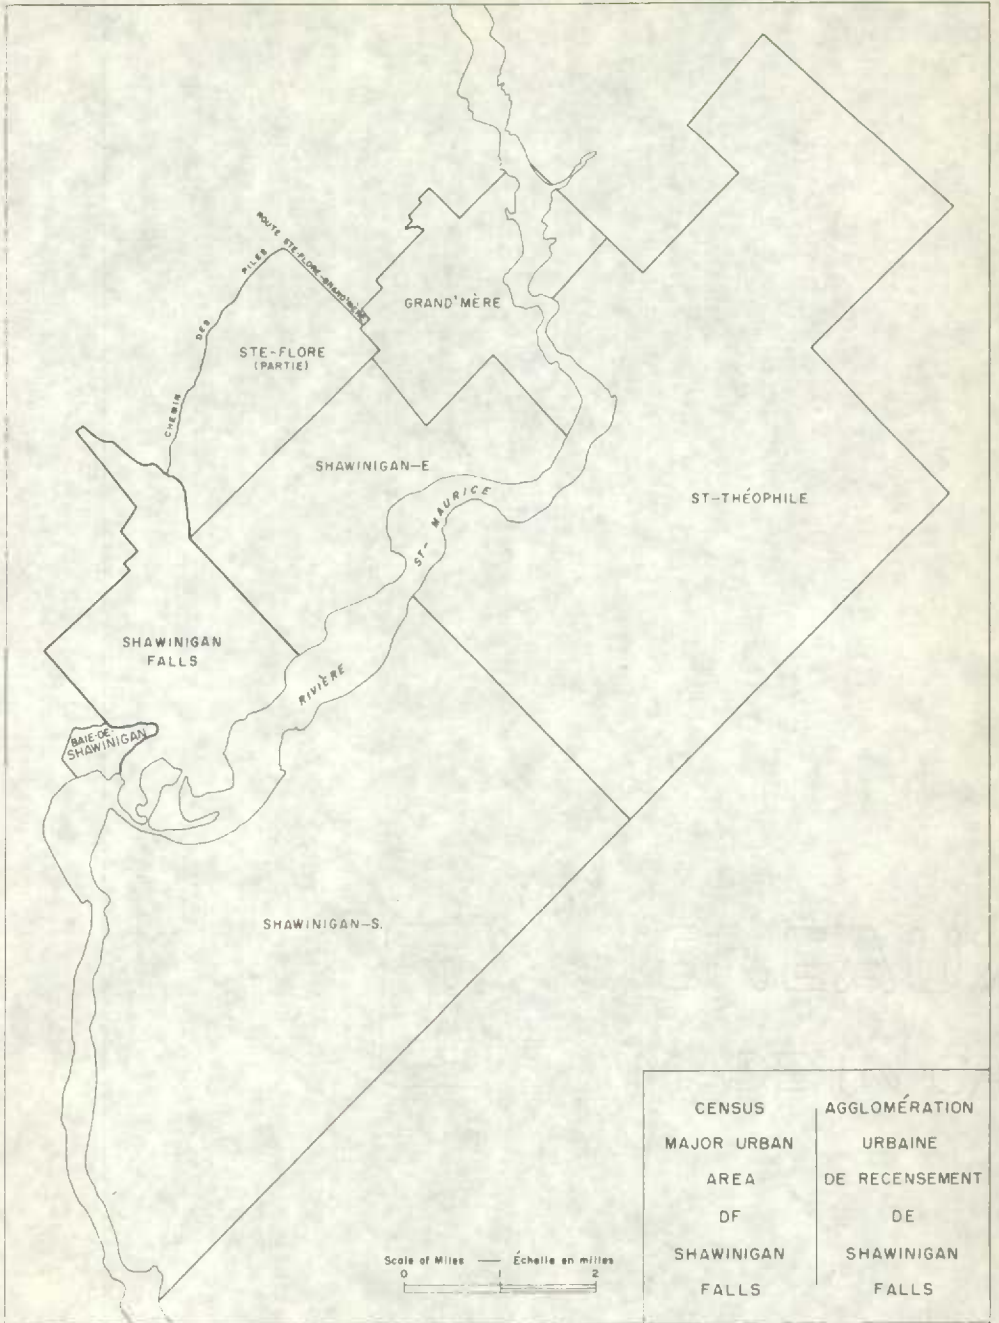 ROUTE STE-FLORE-GRAND'MÈRE
CHEMIN DES PILES
GRAND'MÈRE
STE-FLORE
(PARTIE)
SHAWINIGAN-E
RIVIÈRE ST-MAURICE
ST-THÉOPHILE
SHAWINIGAN
FALLS
BAIE-DE-
SHAWINIGAN
SHAWINIGAN-S.
Scale of Miles — Échelle en milles
0 1 2
CENSUS
MAJOR URBAN
AREA
OF
SHAWINIGAN
FALLS
AGGLOMÉRATION
URBAINE
DE RECENSEMENT
DE
SHAWINIGAN
FALLS